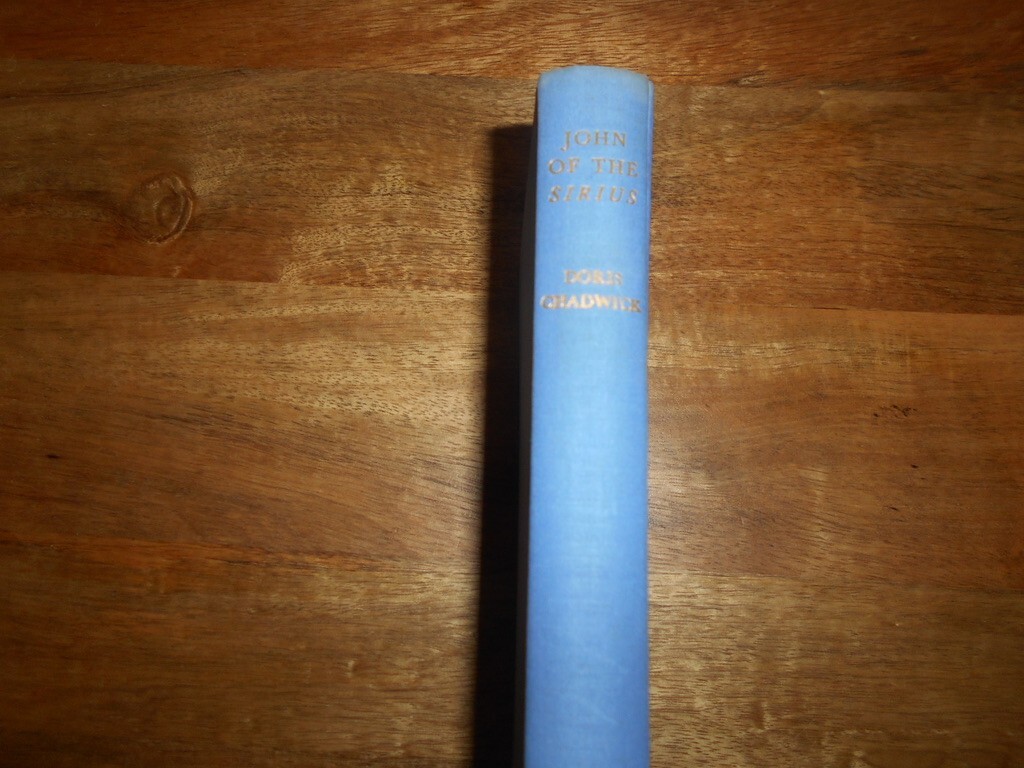 JOHN
OF THE
SIRIUS
DORIS
CHADWICK